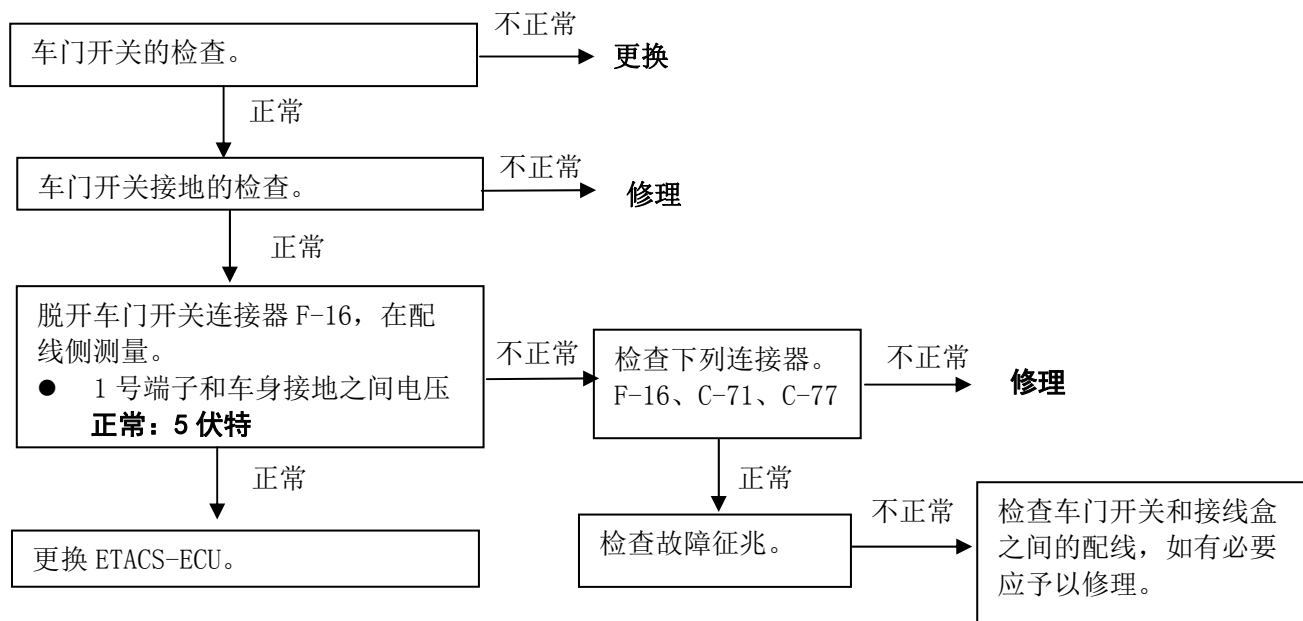 不正常
车门开关的检查。
更换
正常
不正常
车门开关接地的检查。
修理
正常
脱开车门开关连接器 F-16，在配
线侧测量。
● 1 号端子和车身接地之间电压
正常：5 伏特
不正常
检查下列连接器。
F-16、C-71、C-77
不正常
修理
正常
正常
更换 ETACS-ECU。
检查故障征兆。
不正常
检查车门开关和接线盒
之间的配线，如有必要
应予以修理。